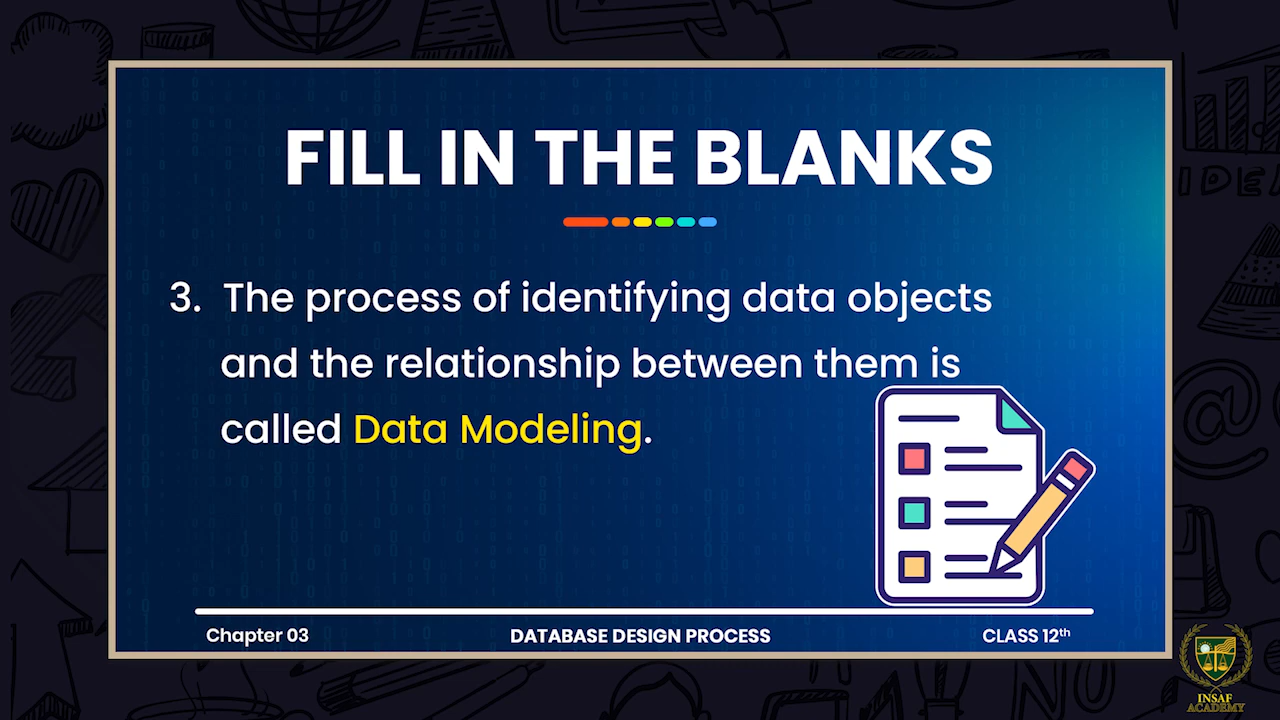 FILL IN THE BLANKS
3. The process of identifying data objects
and the relationship between them is
called Data Modeling.
Chapter 03
DATABASE DESIGN PROCESS
CLASS 12th
IDE
INSAF
ACADEMY